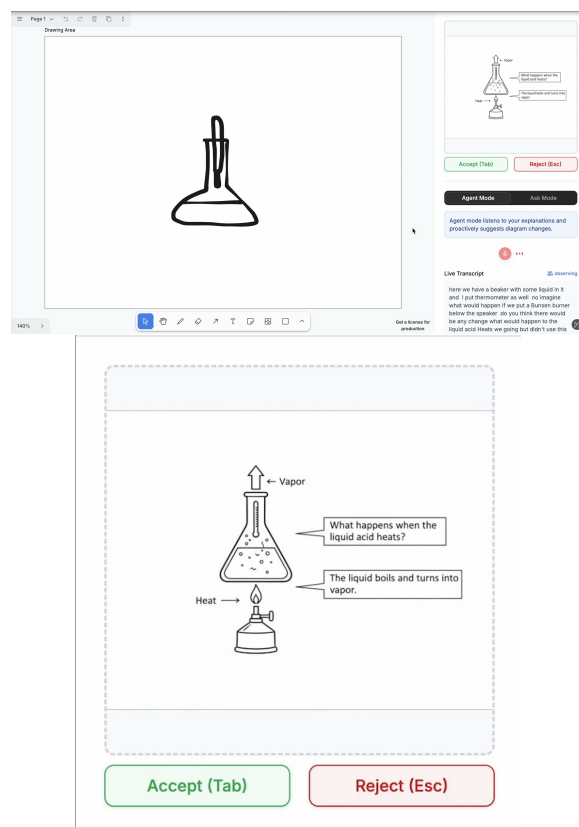 Page 1
Drawing Area
Vapor
What happens when the
liquid acid heats?
The liquid boils and turns into
vapor.
Heat
Accept (Tab)
Reject (Esc)
Agent Mode
Ask Mode
Agent mode listens to your explanations and
proactively suggests diagram changes.
Live Transcript
observing
here we have a beaker with some liquid in it
and I put thermometer as well no imagine
what would happen if we put a Bunsen burner
below the speaker do you think there would
be any change what would happen to the
liquid acid Heats we going but didn't use this
140%
T
Get a license for
production
Vapor
What happens when the
liquid acid heats?
The liquid boils and turns into
vapor.
Heat
Accept (Tab)
Reject (Esc)